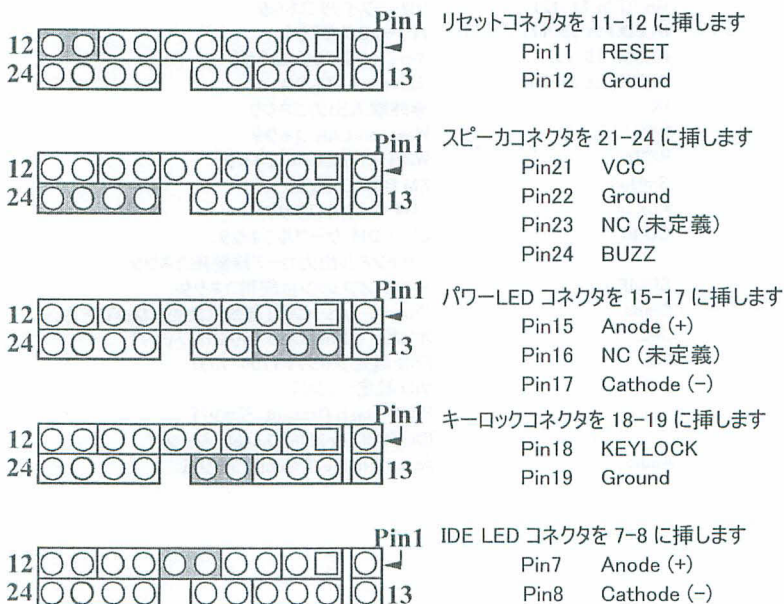 Pin1 リセットコネクタを 11-12 に挿します
12 Pin11 RESET
24 13 Pin12 Ground
Pin1 スピーカコネクタを 21-24 に挿します
12 Pin21 VCC
24 13 Pin22 Ground
Pin23 NC (未定義)
Pin24 BUZZ
Pin1 パワーLED コネクタを 15-17 に挿します
12 Pin15 Anode (+)
24 13 Pin16 NC (未定義)
Pin17 Cathode (-)
Pin1 キーロックコネクタを 18-19 に挿します
12 Pin18 KEYLOCK
24 13 Pin19 Ground
Pin1 IDE LED コネクタを 7-8 に挿します
12 Pin7 Anode (+)
24 13 Pin8 Cathode (-)